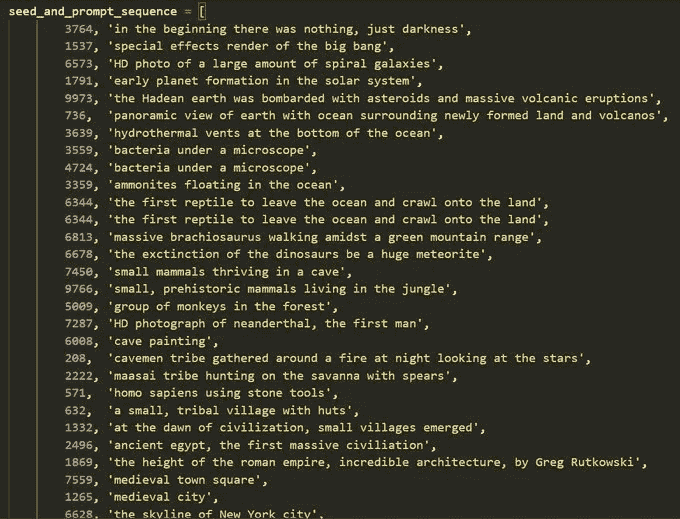 seed_and_prompt_sequence = [
3764, 'in the beginning there was nothing, just darkness',
1537, 'special effects render of the big bang',
6573, 'HD photo of a large amount of spiral galaxies',
1791, 'early planet formation in the solar system',
9973, 'the Hadean earth was bombarded with asteroids and massive volcanic eruptions',
736, 'panoramic view of earth with ocean surrounding newly formed land and volcanos',
3639, 'hydrothermal vents at the bottom of the ocean',
3559, 'bacteria under a microscope',
4724, 'bacteria under a microscope',
3359, 'ammonites floating in the ocean',
6344, 'the first reptile to leave the ocean and crawl onto the land',
6344, 'the first reptile to leave the ocean and crawl onto the land',
6813, 'massive brachiosaurus walking amidst a green mountain range',
6678, 'the exctinction of the dinosaurs be a huge meteorite',
7450, 'small mammals thriving in a cave',
9766, 'small, prehistoric mammals living in the jungle',
5009, 'group of monkeys in the forest',
7287, 'HD photograph of neanderthal, the first man',
6008, 'cave painting',
208, 'cavemen tribe gathered around a fire at night looking at the stars',
2222, 'maasai tribe hunting on the savanna with spears',
571, 'homo sapiens using stone tools',
632, 'a small, tribal village with huts',
1332, 'at the dawn of civilization, small villages emerged',
2496, 'ancient egypt, the first massive civiliation',
1869, 'the height of the roman empire, incredible architecture, by Greg Rutkowski',
7559, 'medieval town square',
1265, 'medieval city',
6628, 'the skyline of New York city',